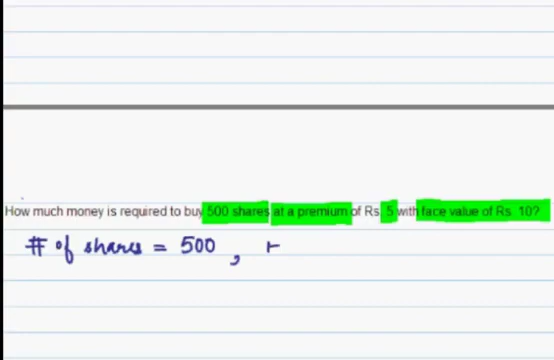 How much money is required to buy 500 shares at a premium of Rs. 5 with face value of Rs. 10?
# of shares = 500 ,